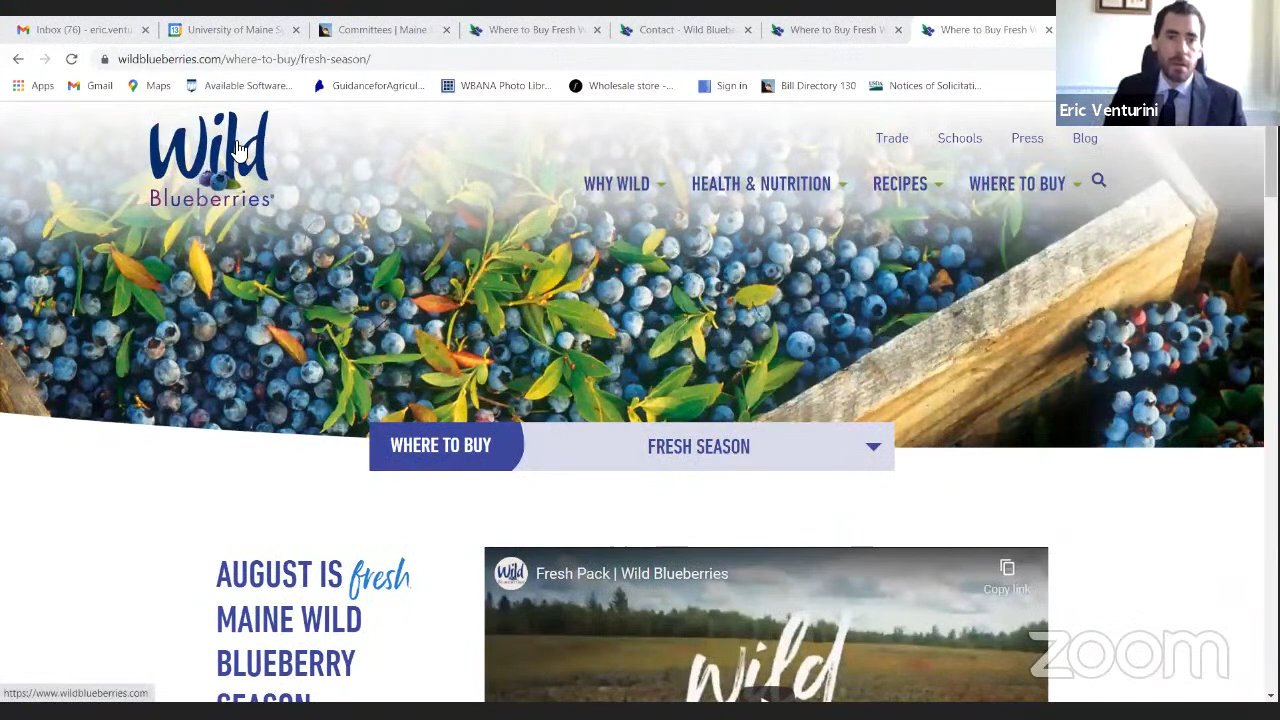 Inbox (76) - eric.ventu
University of Maine S
Committees | Maine
Where to Buy Fresh W
Contact - Wild Blueb
Where to Buy Fresh V
Where to Buy Fresh W
wildblueberries.com/where-to-buy/fresh-season/
Apps
Gmail
Maps
Available Software...
GuidanceforAgricul...
WBANA Photo Libr...
Wholesale store -...
Sign in
Bill Directory 130
Notices of Solicitati...
Eric Venturini
Wild
Blueberries
Trade
Schools
Press
Blog
WHY WILD
HEALTH & NUTRITION
RECIPES
WHERE TO BUY
WHERE TO BUY
FRESH SEASON
AUGUST IS fresh
MAINE WILD
BLUEBERRY
SEASON
Wild
Fresh Pack | Wild Blueberries
Copy link
wild
zoom
https://www.wildblueberries.com